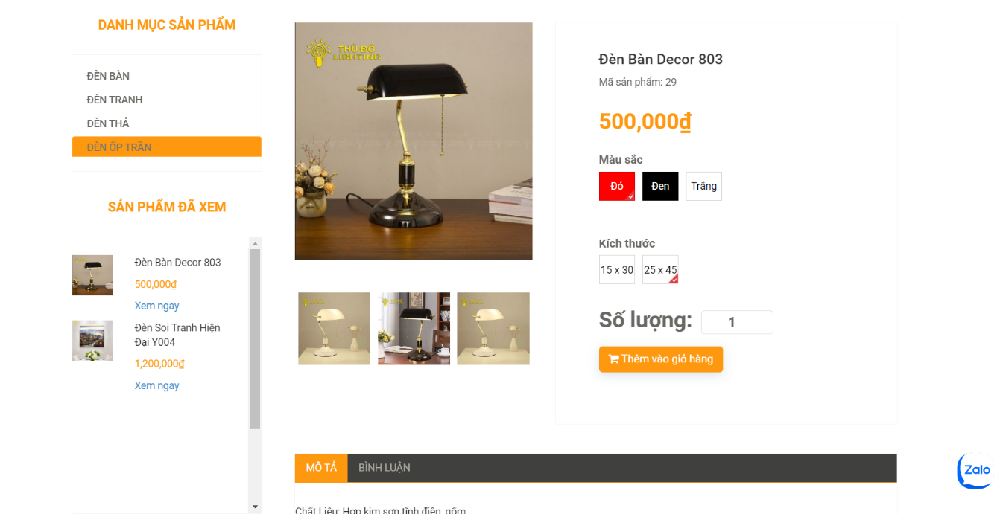 DANH MỤC SẢN PHẨM
ĐÈN BÀN
ĐÈN TRANH
ĐÈN THẢ
ĐÈN ỐP TRẦN
SẢN PHẨM ĐÃ XEM
Đèn Bàn Decor 803
500,000₫
Xem ngay
Đèn Soi Tranh Hiện
Đại Y004
1,200,000₫
Xem ngay
THỦ ĐÔ
LIGHTING
Đèn Bàn Decor 803
Mã sản phẩm: 29
500,000₫
Màu sắc
Đỏ Đen Trắng
Kích thước
15 x 30 25 x 45
Số lượng: 1
Thêm vào giỏ hàng
MÔ TẢ BÌNH LUẬN
Chất Liệu: Hợp kim sơn tĩnh điện, gốm
Zalo